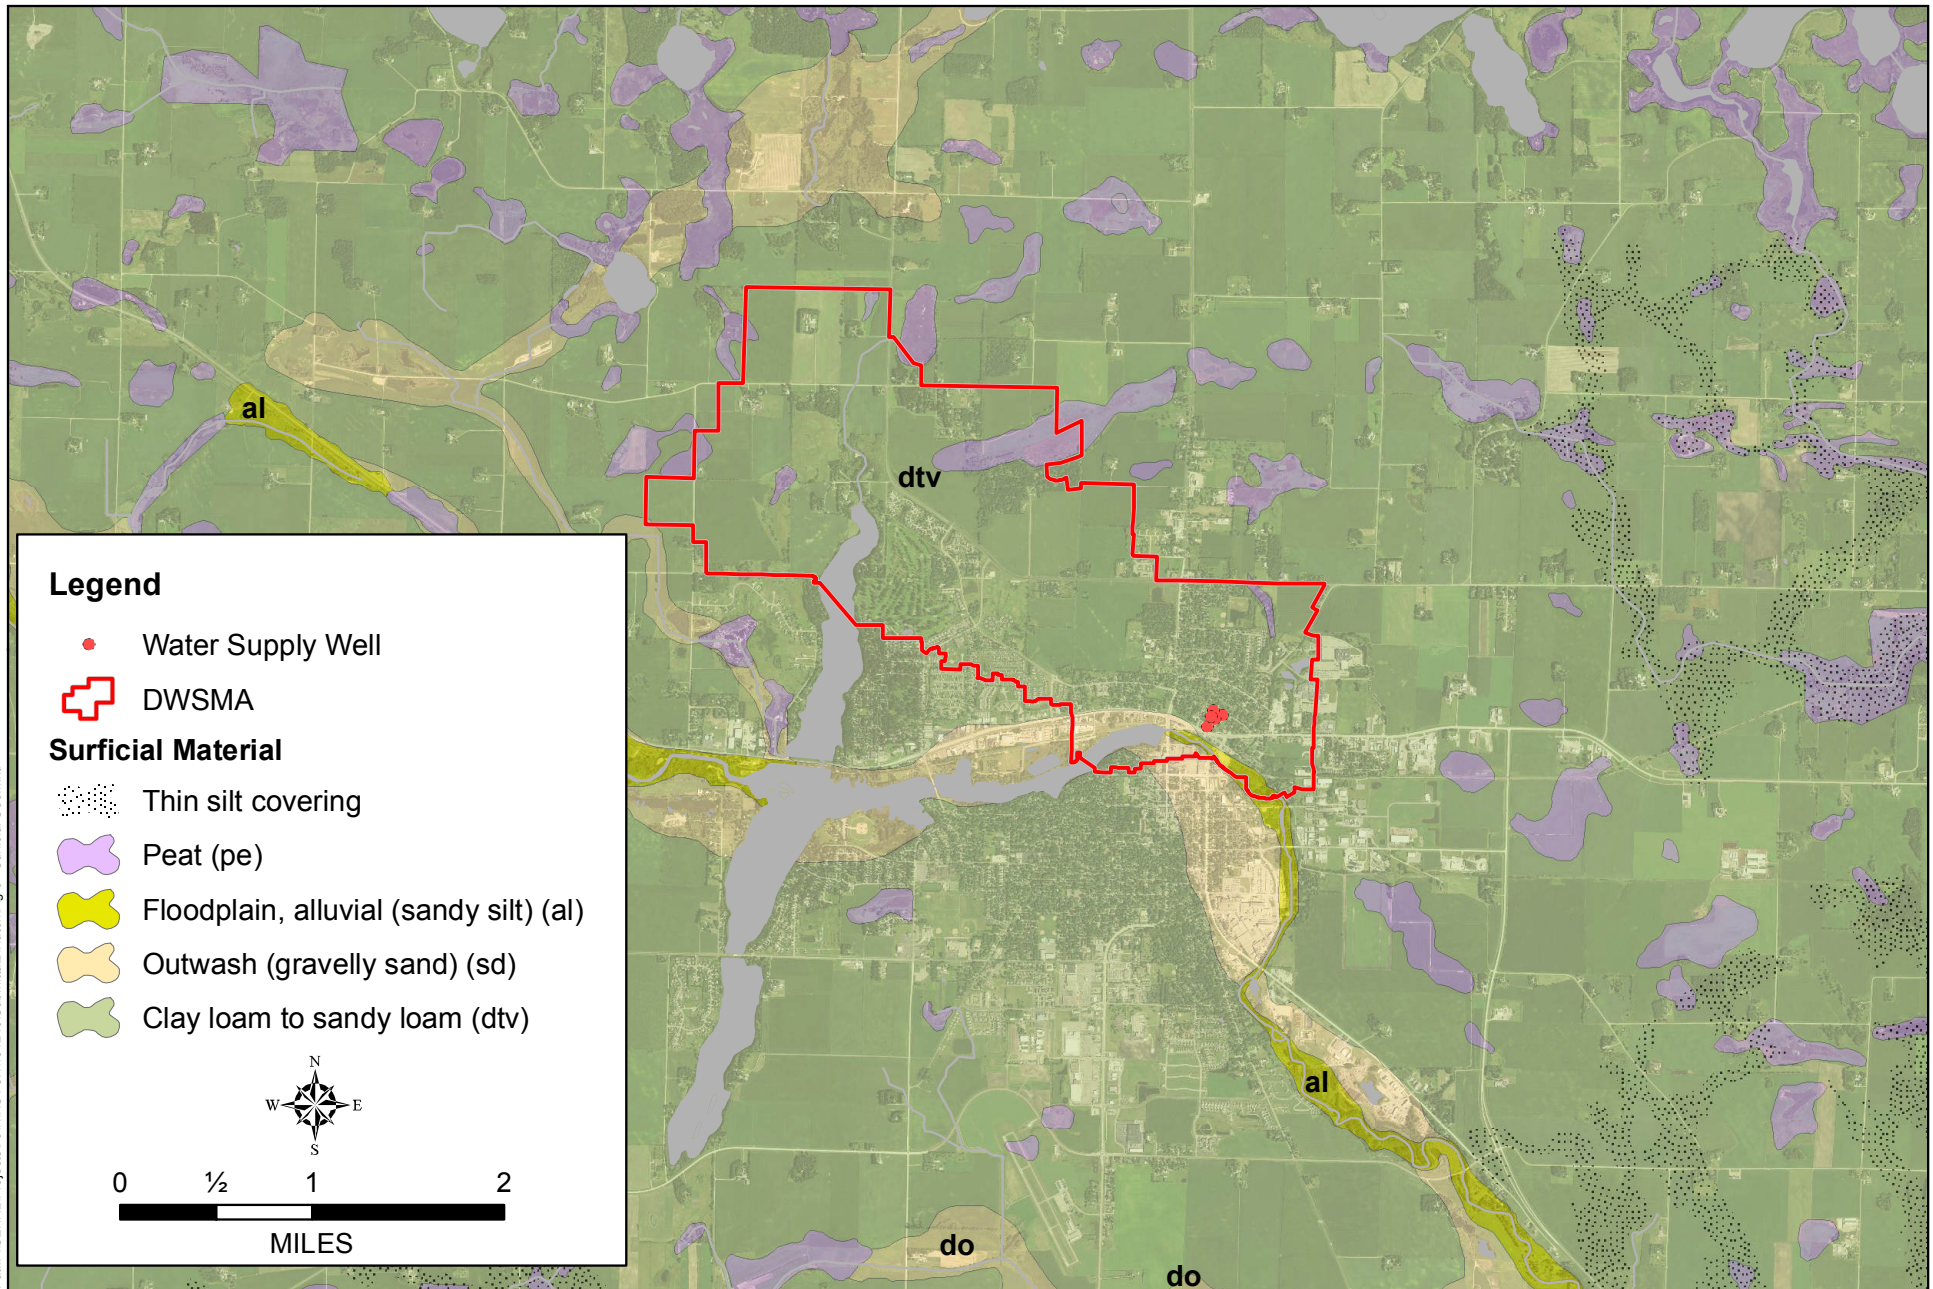 al
dtv
Legend
Water Supply Well
DWSMA
Surficial Material
Thin silt covering
Peat (pe)
Floodplain, alluvial (sandy silt) (al)
Outwash (gravelly sand) (sd)
Clay loam to sandy loam (dtv)
N
W E
S
0 ½ 1 2
MILES
al
do
do